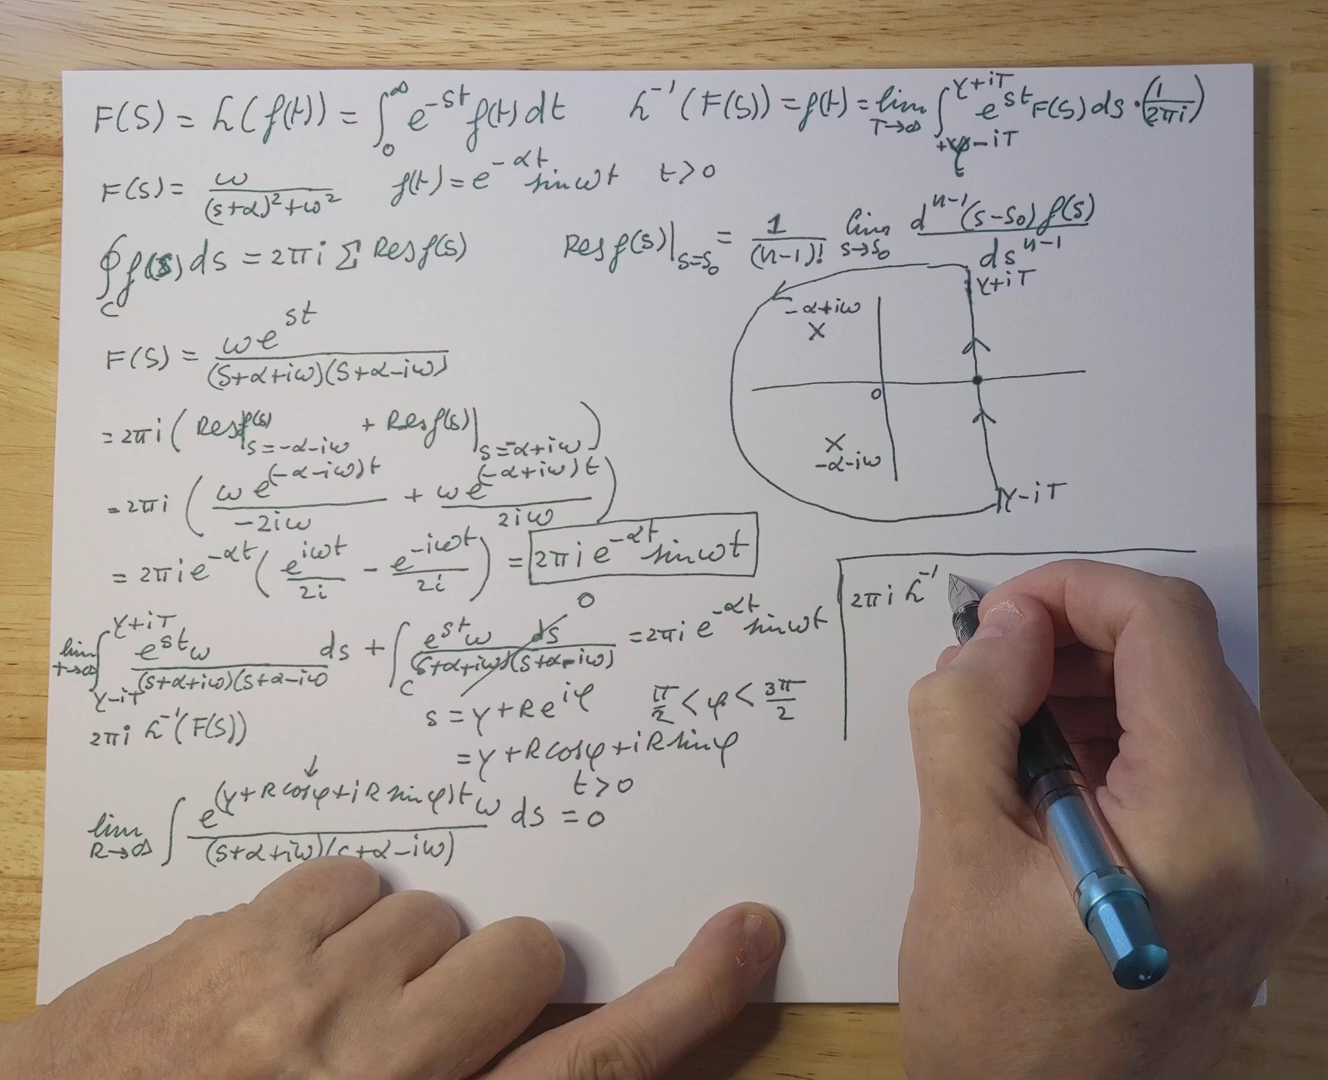 F(S) = ℒ(f(t)) = ∫₀^∞ e^{-st} f(t) dt    ℒ^{-1}(F(S)) = f(t) = lim_{T→∞} ∫_{γ-iT}^{γ+iT} e^{st} F(S) ds · (1/2πi)
F(S) = ω/((s+α)²+ω²)    f(t) = e^{-αt} sin ωt    t>0
∮_C f(s) ds = 2πi Σ Res f(s)    Res f(s)|_{S=S₀} = 1/(n-1)! lim_{S→S₀} d^{n-1}(s-s₀) f(s)/ds^{n-1}
γ+iT
-α+iω
F(S) = ωe^{st}/((S+α+iω)(S+α-iω))
0
= 2πi ( Res f(s)|_{S=-α-iω} + Res f(s)|_{S=-α+iω} )
-α-iω
= 2πi ( ωe^{(-α-iω)t}/(-2iω) + ωe^{(-α+iω)t}/(2iω) )
γ-iT
= 2πi e^{-αt} ( e^{iωt}/2i - e^{-iωt}/2i ) = 2πi e^{-αt} sin ωt
2πi ℒ^{-1}
0
lim_{T→∞} ∫_{γ-iT}^{γ+iT} e^{st}ω/((s+α+iω)(s+α-iω) ds + ∫_C e^{st}ω ds/((s+α+iω)(s+α-iω)) = 2πi e^{-αt} sin ωt
2πi ℒ^{-1}(F(S))
s = γ+Re^{iφ}    π/2 < φ < 3π/2
= γ+R cosφ + iR sinφ
t>0
lim_{R→∞} ∫ e^{(γ+R cosφ+iR sinφ)t} ω/((s+α+iω)(s+α-iω)) ds = 0